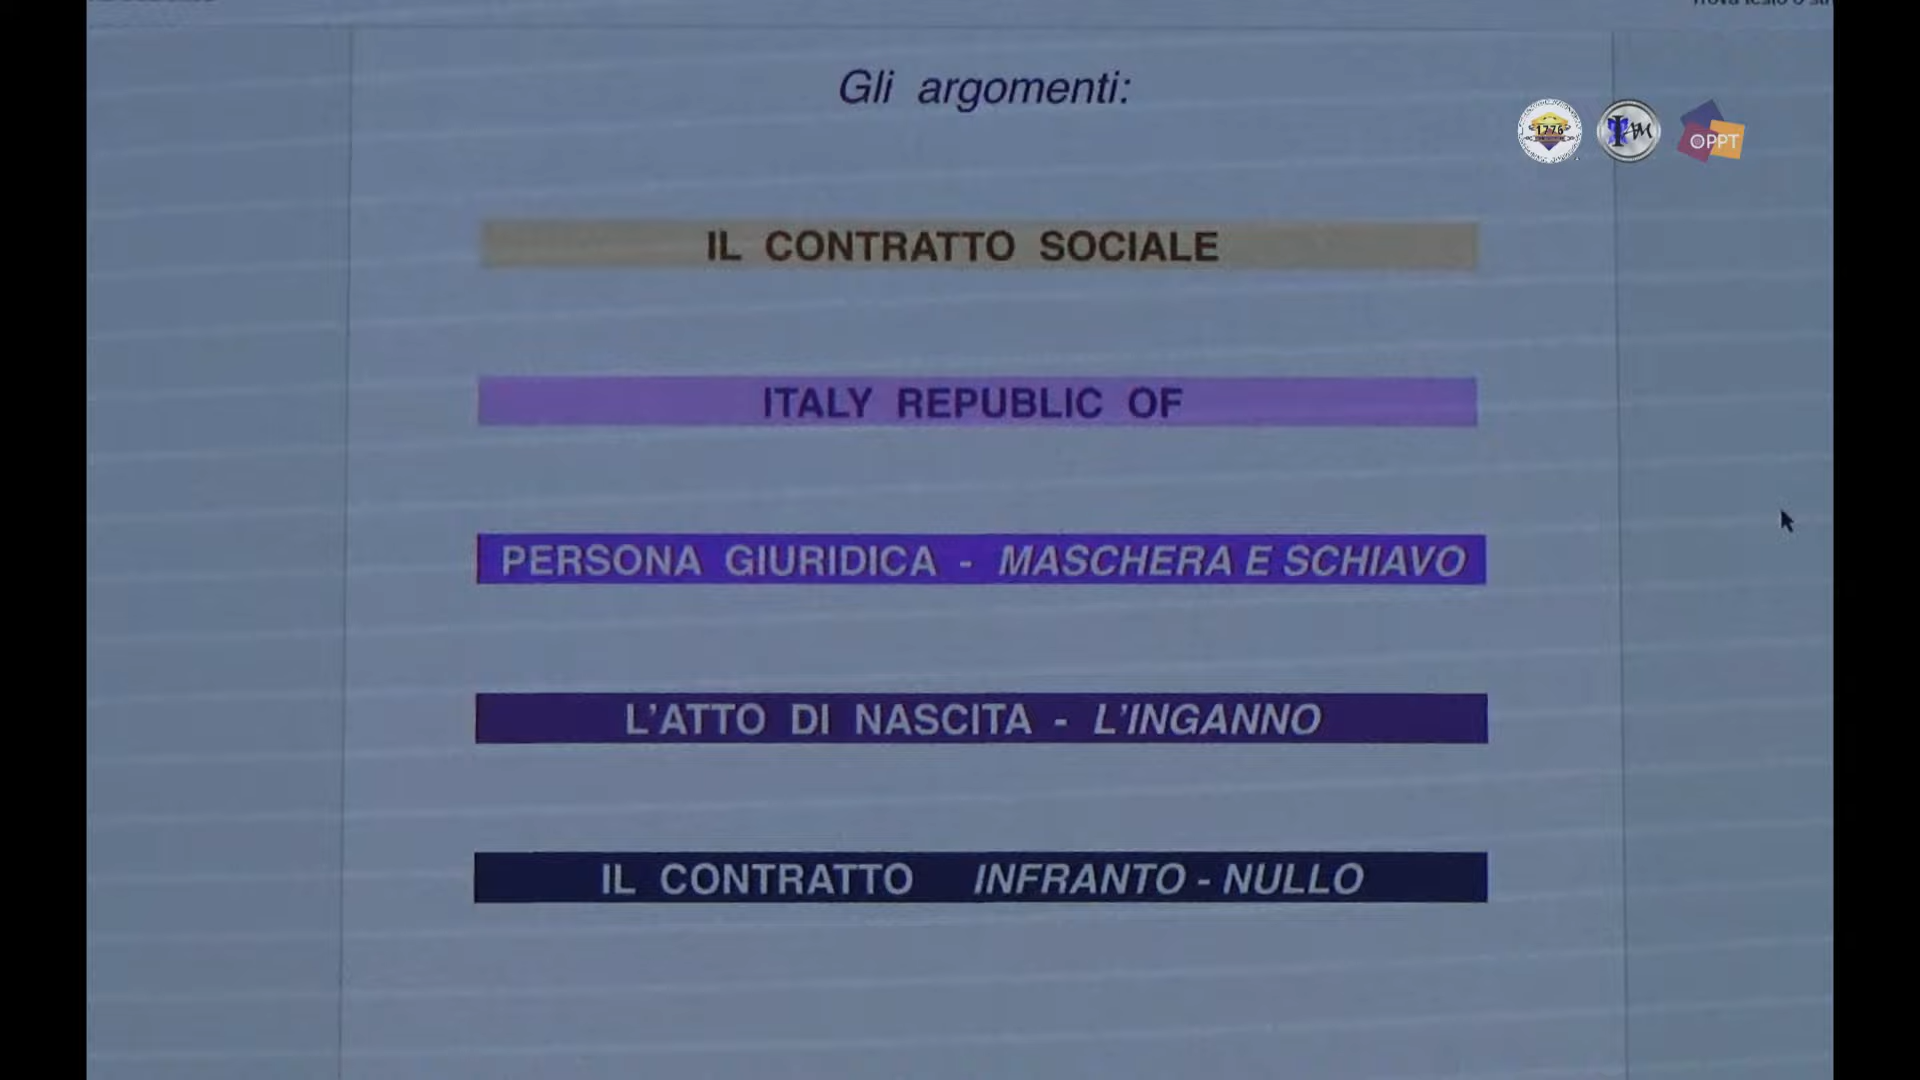 Gli argomenti:
1776
OPPT
IL CONTRATTO SOCIALE
ITALY REPUBLIC OF
PERSONA GIURIDICA - MASCHERA E SCHIAVO
L'ATTO DI NASCITA - L'INGANNO
IL CONTRATTO INFRANTO - NULLO